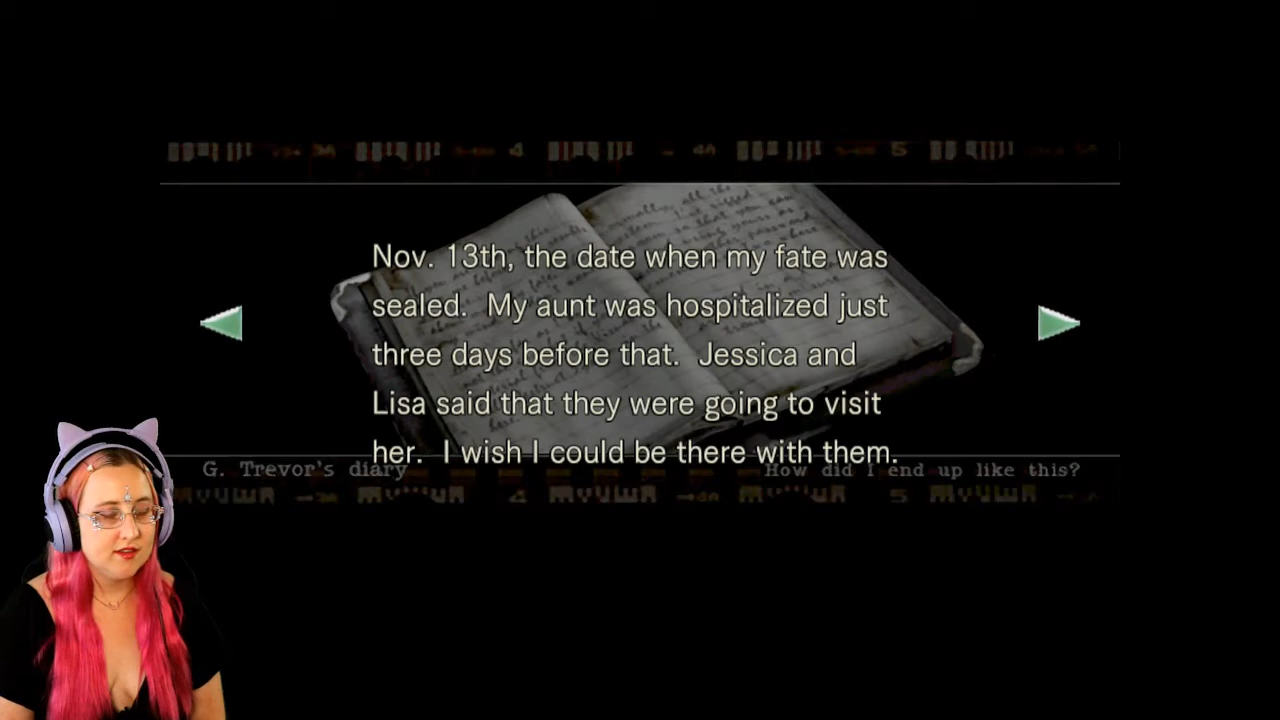 Nov. 13th, the date when my fate was
sealed.  My aunt was hospitalized just
three days before that.  Jessica and
Lisa said that they were going to visit
her.  I wish I could be there with them.
G. Trevor's diary
How did I end up like this?